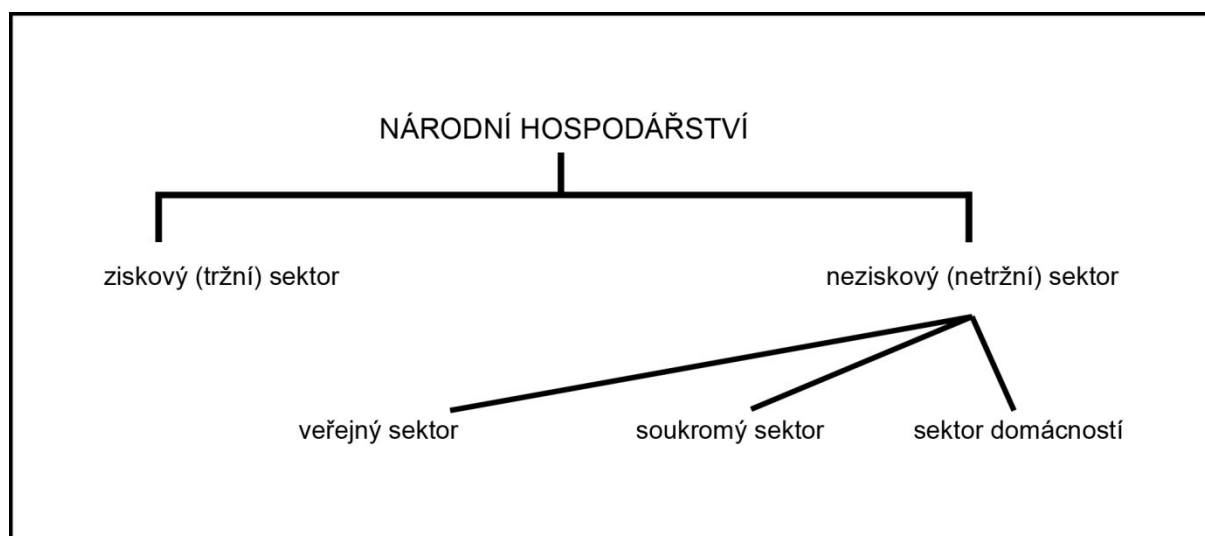 NÁRODNÍ HOSPODÁŘSTVÍ
ziskový (tržní) sektor
neziskový (netržní) sektor
veřejný sektor
soukromý sektor
sektor domácností